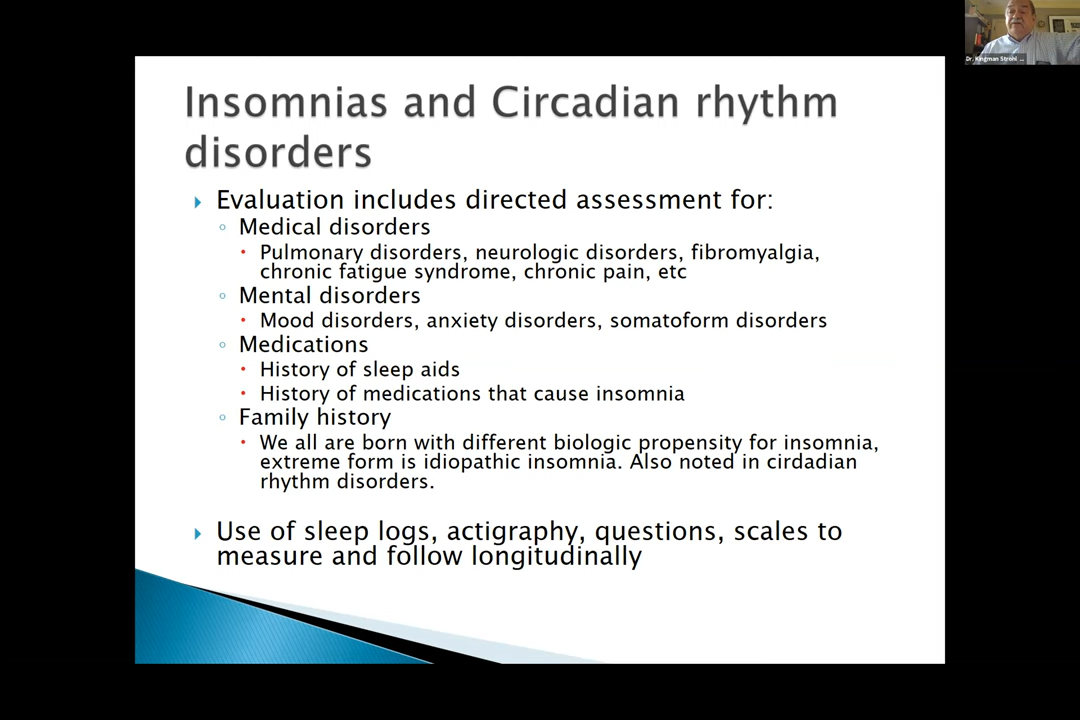 Dr. Kingman Strohl ...
Insomnias and Circadian rhythm
disorders
Evaluation includes directed assessment for:
Medical disorders
Pulmonary disorders, neurologic disorders, fibromyalgia,
chronic fatigue syndrome, chronic pain, etc
Mental disorders
Mood disorders, anxiety disorders, somatoform disorders
Medications
History of sleep aids
History of medications that cause insomnia
Family history
We all are born with different biologic propensity for insomnia,
extreme form is idiopathic insomnia. Also noted in cirdadian
rhythm disorders.
Use of sleep logs, actigraphy, questions, scales to
measure and follow longitudinally